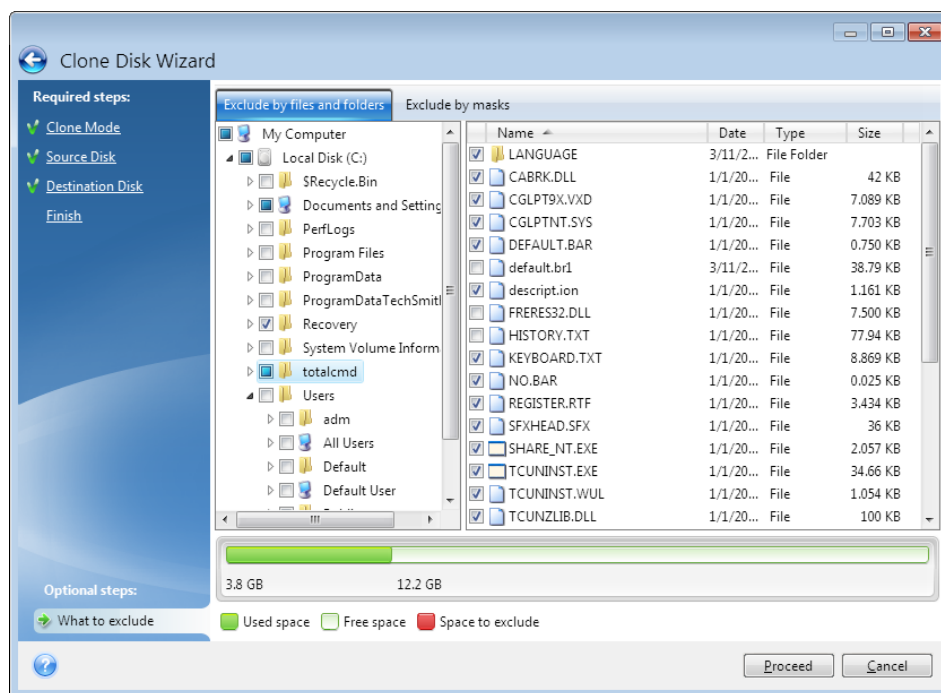 Clone Disk Wizard
Required steps:
Clone Mode
Source Disk
Destination Disk
Finish
Optional steps:
What to exclude
Exclude by files and folders Exclude by masks
My Computer
Local Disk (C:)
$Recycle.Bin
Documents and Setting
PerfLogs
Program Files
ProgramData
ProgramDataTechSmitl
Recovery
System Volume Inform
totalcmd
Users
adm
All Users
Default
Default User
Name Date Type Size
LANGUAGE 3/11/2... File Folder
CABRK.DLL 1/1/20... File 42 KB
CGLPT9X.VXD 1/1/20... File 7.089 KB
CGLPTNT.SYS 1/1/20... File 7.703 KB
DEFAULT.BAR 1/1/20... File 0.750 KB
default.br1 3/11/2... File 38.79 KB
descript.ion 1/1/20... File 1.161 KB
FRERES32.DLL 1/1/20... File 7.500 KB
HISTORY.TXT 1/1/20... File 77.94 KB
KEYBOARD.TXT 1/1/20... File 8.869 KB
NO.BAR 1/1/20... File 0.025 KB
REGISTER.RTF 1/1/20... File 3.434 KB
SFXHEAD.SFX 1/1/20... File 36 KB
SHARE_NT.EXE 1/1/20... File 2.057 KB
TCUNINST.EXE 1/1/20... File 34.66 KB
TCUNINST.WUL 1/1/20... File 1.054 KB
TCUNZLIB.DLL 1/1/20... File 100 KB
3.8 GB 12.2 GB
Used space Free space Space to exclude
Proceed Cancel